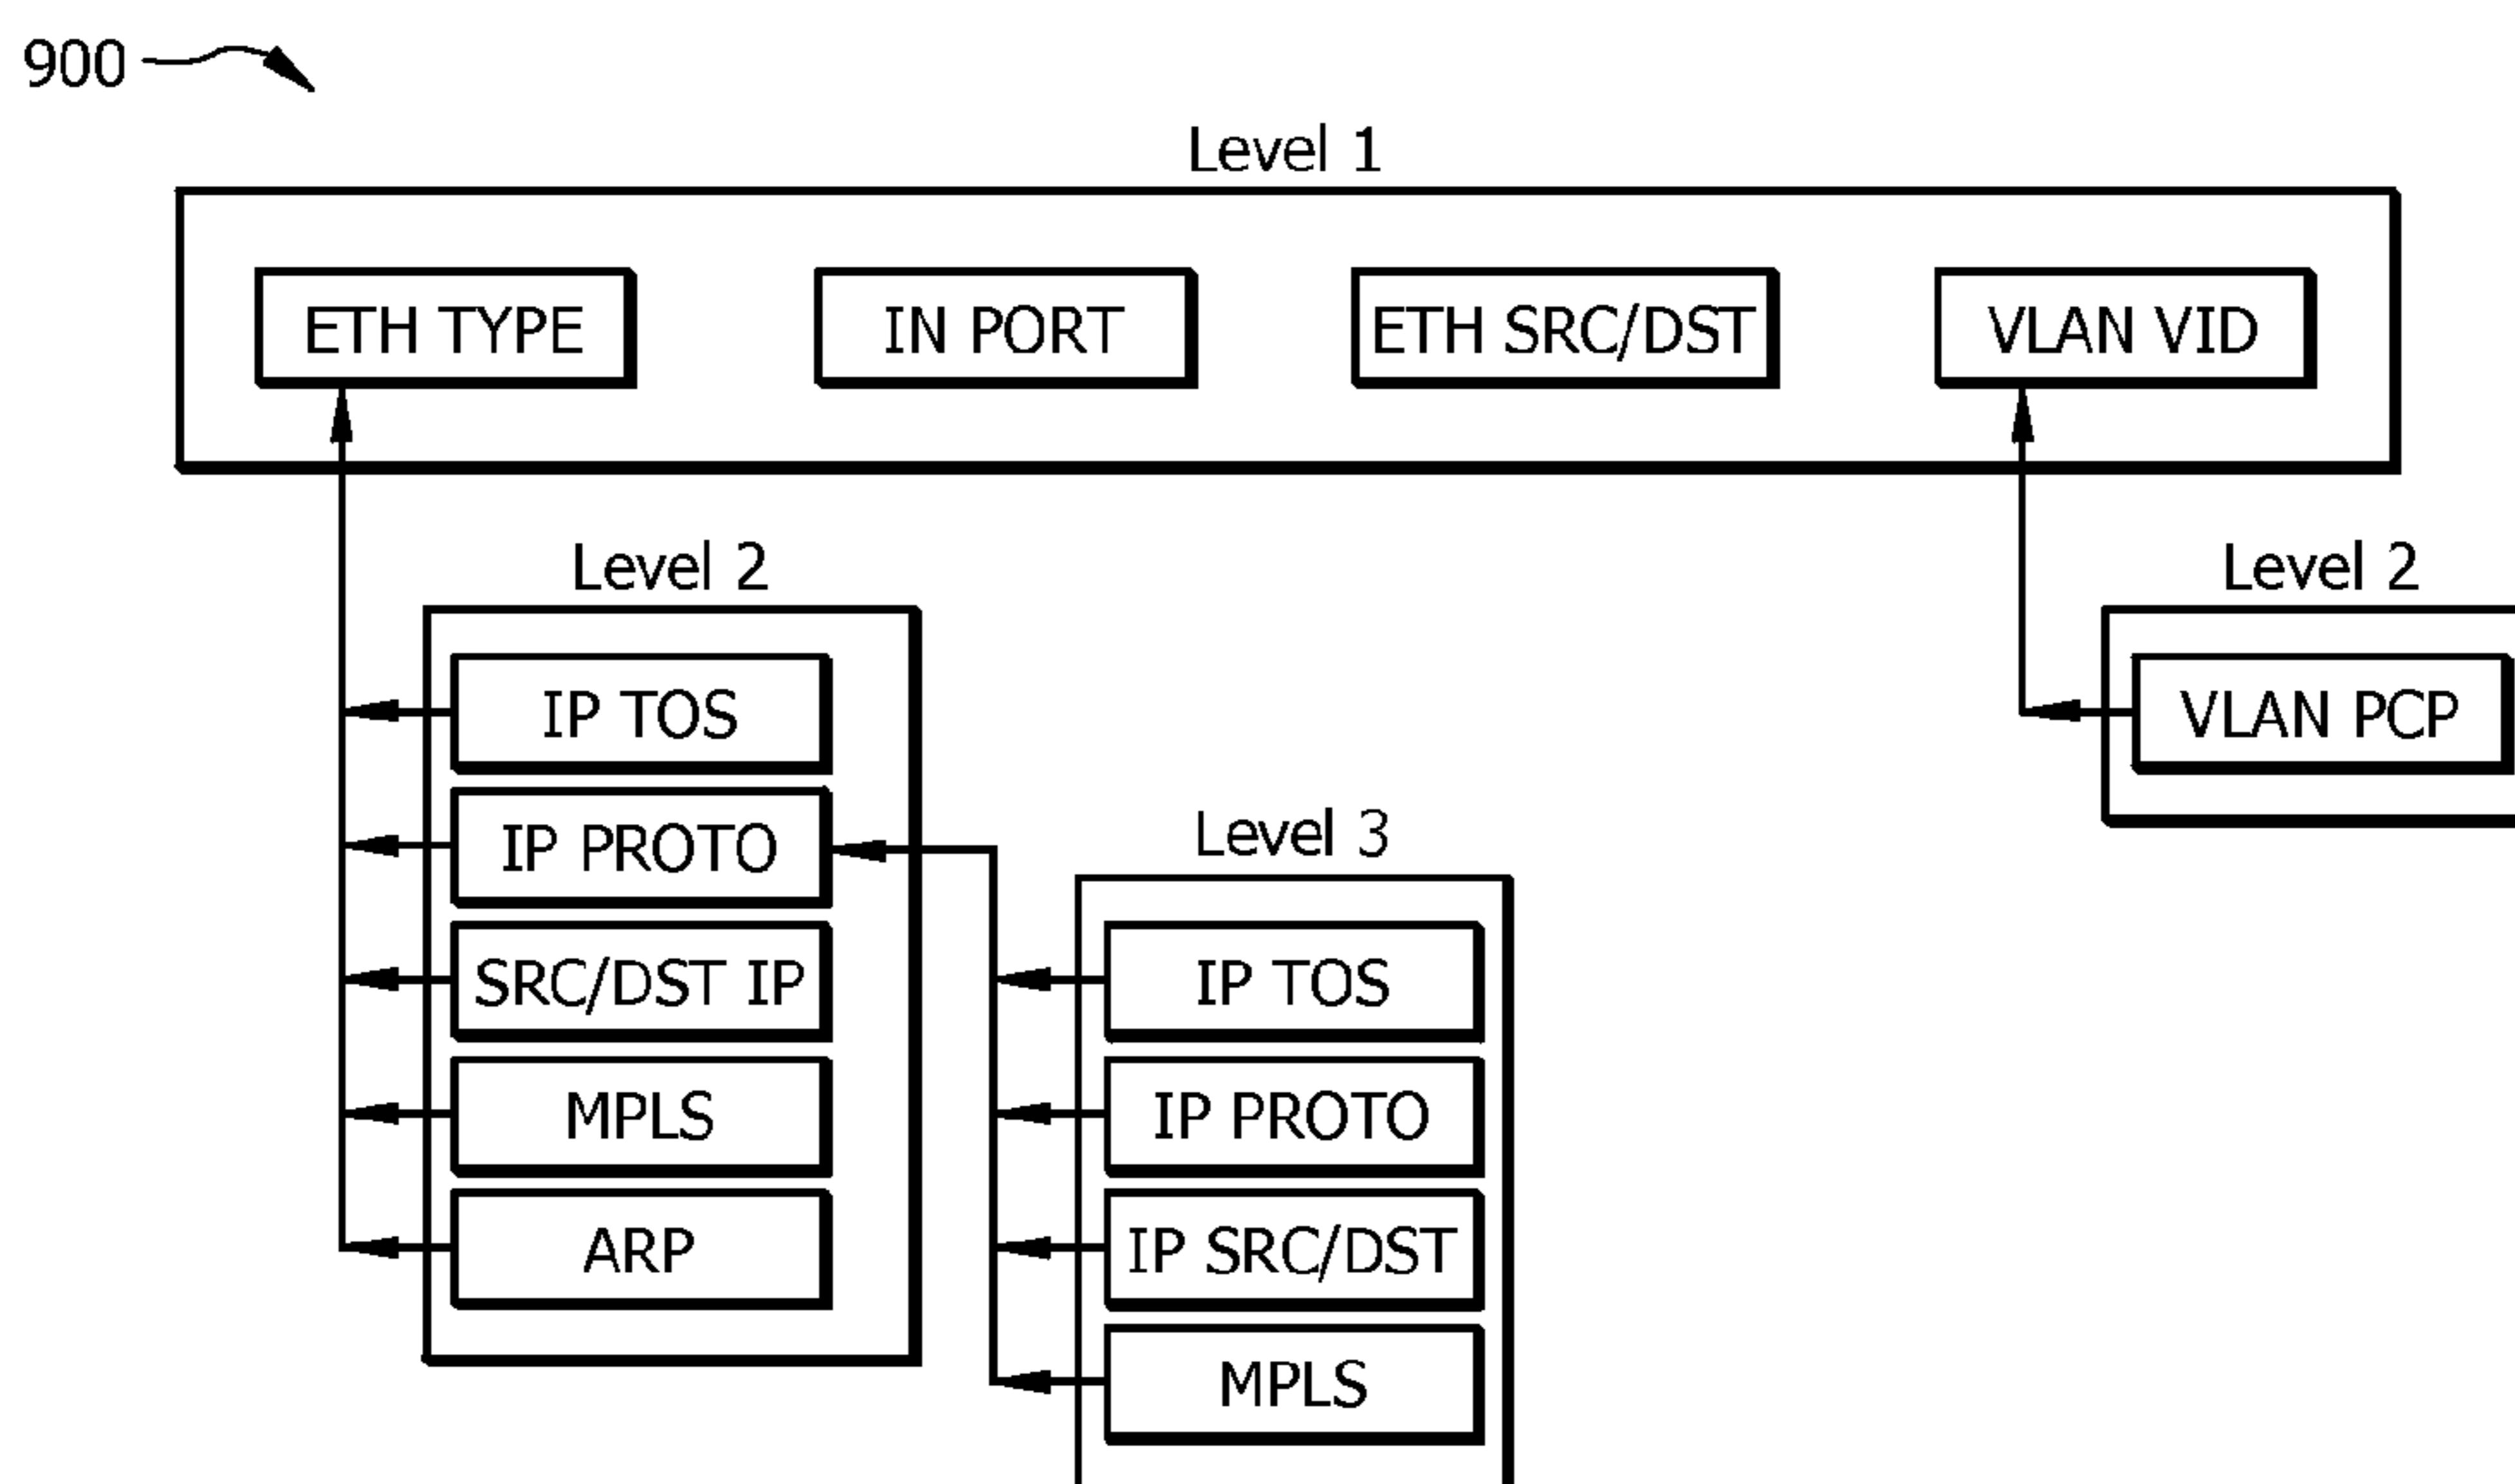 900
Level 1
ETH TYPE
IN PORT
ETH SRC/DST
VLAN VID
Level 2
IP TOS
IP PROTO
SRC/DST IP
MPLS
ARP
Level 3
IP TOS
IP PROTO
IP SRC/DST
MPLS
Level 2
VLAN PCP